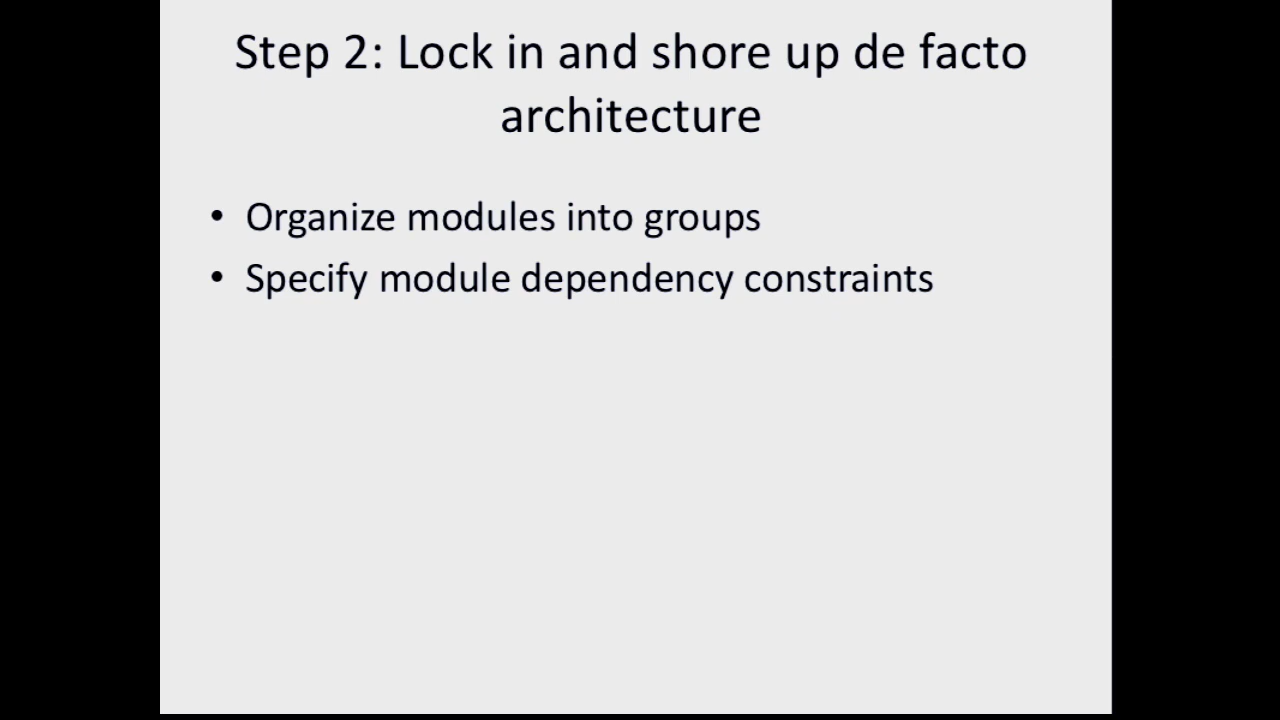 Step 2: Lock in and shore up de facto
architecture
• Organize modules into groups
• Specify module dependency constraints